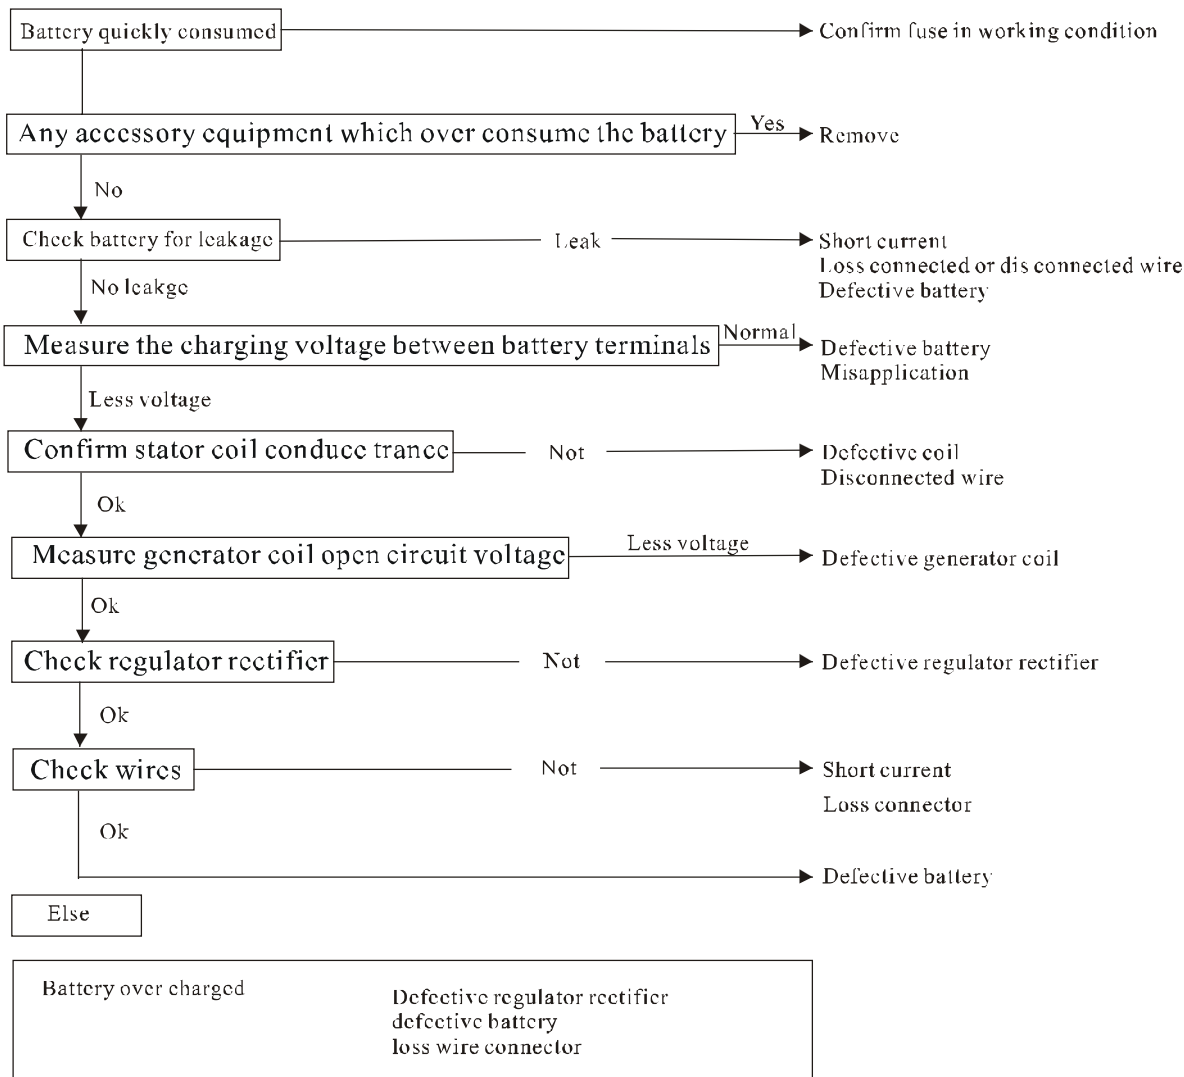 Battery quickly consumed
Confirm fuse in working condition
Any accessory equipment which over consume the battery
Yes
Remove
No
Check battery for leakage
Leak
Short current
Loss connected or dis connected wire
Defective battery
No leakge
Measure the charging voltage between battery terminals
Normal
Defective battery
Misapplication
Less voltage
Confirm stator coil conduce trance
Not
Defective coil
Disconnected wire
Ok
Measure generator coil open circuit voltage
Less voltage
Defective generator coil
Ok
Check regulator rectifier
Not
Defective regulator rectifier
Ok
Check wires
Not
Short current
Loss connector
Ok
Defective battery
Else
Battery over charged
Defective regulator rectifier
defective battery
loss wire connector